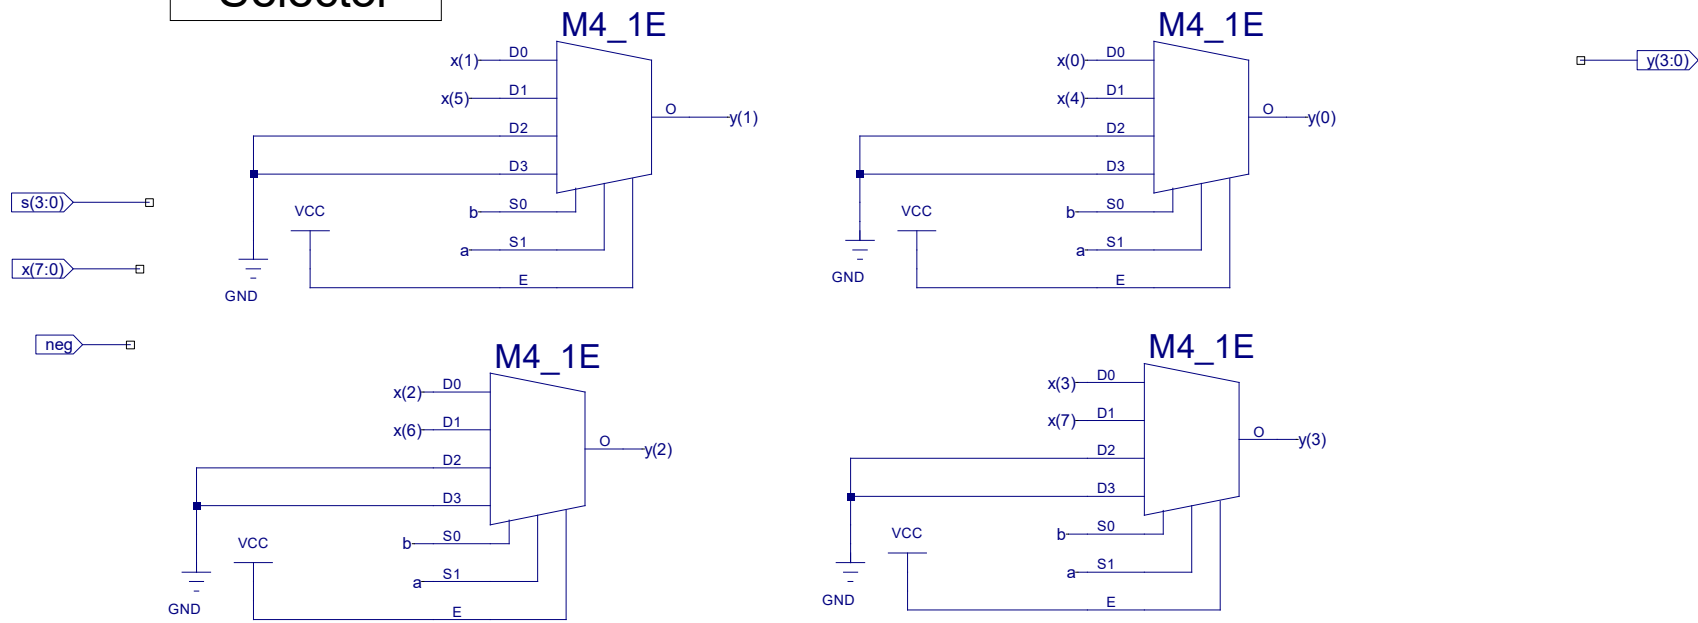 Selector
M4_1E
x(1) D0
x(5) D1
D2
D3
O y(1)
b S0
a S1
E
VCC
GND
M4_1E
x(0) D0
x(4) D1
D2
D3
O y(0)
b S0
a S1
E
VCC
GND
y(3:0)
s(3:0)
x(7:0)
neg
M4_1E
x(2) D0
x(6) D1
D2
D3
O y(2)
b S0
a S1
E
VCC
GND
M4_1E
x(3) D0
x(7) D1
D2
D3
O y(3)
b S0
a S1
E
VCC
GND